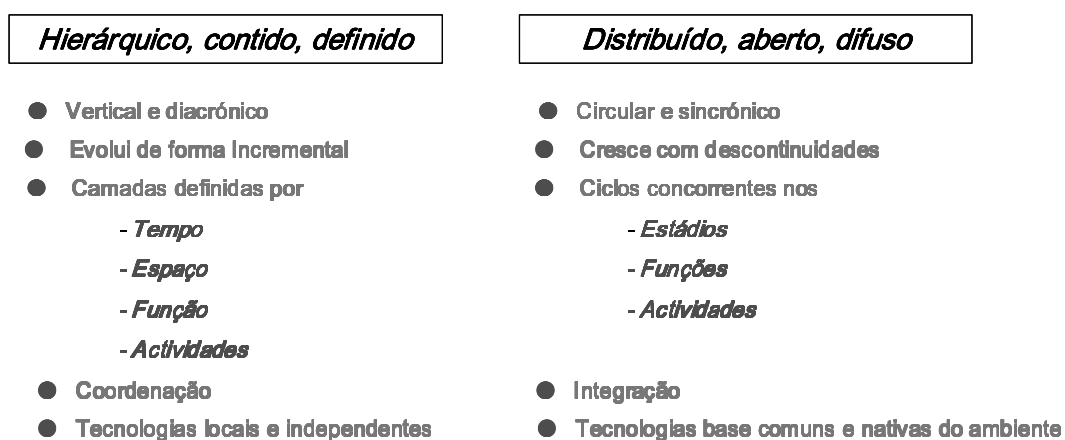 Hierárquico, contido, definido
● Vertical e diacrónico
● Evolui de forma Incremental
● Camadas definidas por
- Tempo
- Espaço
- Função
- Actividades
● Coordenação
● Tecnologias locais e independentes
Distribuído, aberto, difuso
● Circular e sincrónico
● Cresce com descontinuidades
● Ciclos concorrentes nos
- Estádios
- Funções
- Actividades
● Integração
● Tecnologias base comuns e nativas do ambiente